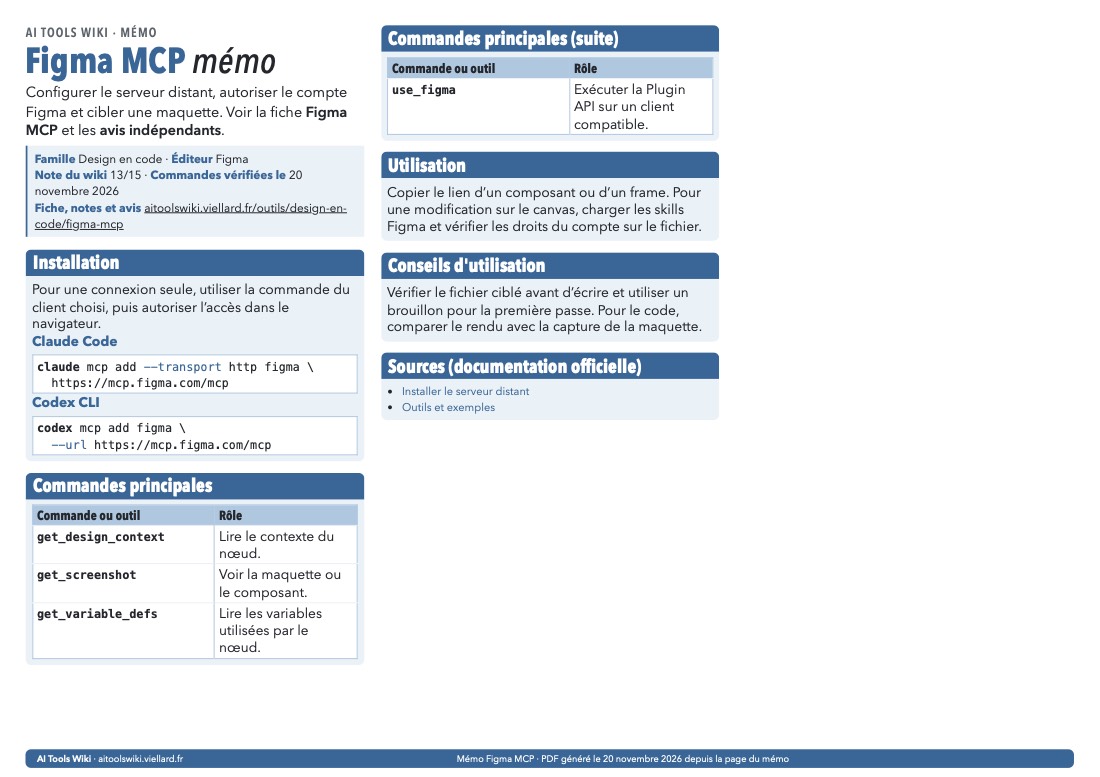 AI TOOLS WIKI · MÉMO
Figma MCP mémo
Configurer le serveur distant, autoriser le compte
Figma et cibler une maquette. Voir la fiche Figma
MCP et les avis indépendants.
Famille Design en code · Éditeur Figma
Note du wiki 13/15 · Commandes vérifiées le 20
novembre 2026
Fiche, notes et avis aitoolswiki.viellard.fr/outils/design-en-
code/figma-mcp
Installation
Pour une connexion seule, utiliser la commande du
client choisi, puis autoriser l’accès dans le
navigateur.
Claude Code
claude mcp add --transport http figma \
https://mcp.figma.com/mcp
Codex CLI
codex mcp add figma \
--url https://mcp.figma.com/mcp
Commandes principales
Commande ou outil Rôle
get_design_context Lire le contexte du
nœud.
get_screenshot Voir la maquette ou
le composant.
get_variable_defs Lire les variables
utilisées par le
nœud.
Commandes principales (suite)
Commande ou outil Rôle
use_figma Exécuter la Plugin
API sur un client
compatible.
Utilisation
Copier le lien d’un composant ou d’un frame. Pour
une modification sur le canvas, charger les skills
Figma et vérifier les droits du compte sur le fichier.
Conseils d'utilisation
Vérifier le fichier ciblé avant d’écrire et utiliser un
brouillon pour la première passe. Pour le code,
comparer le rendu avec la capture de la maquette.
Sources (documentation officielle)
• Installer le serveur distant
• Outils et exemples
AI Tools Wiki · aitoolswiki.viellard.fr
Mémo Figma MCP · PDF généré le 20 novembre 2026 depuis la page du mémo